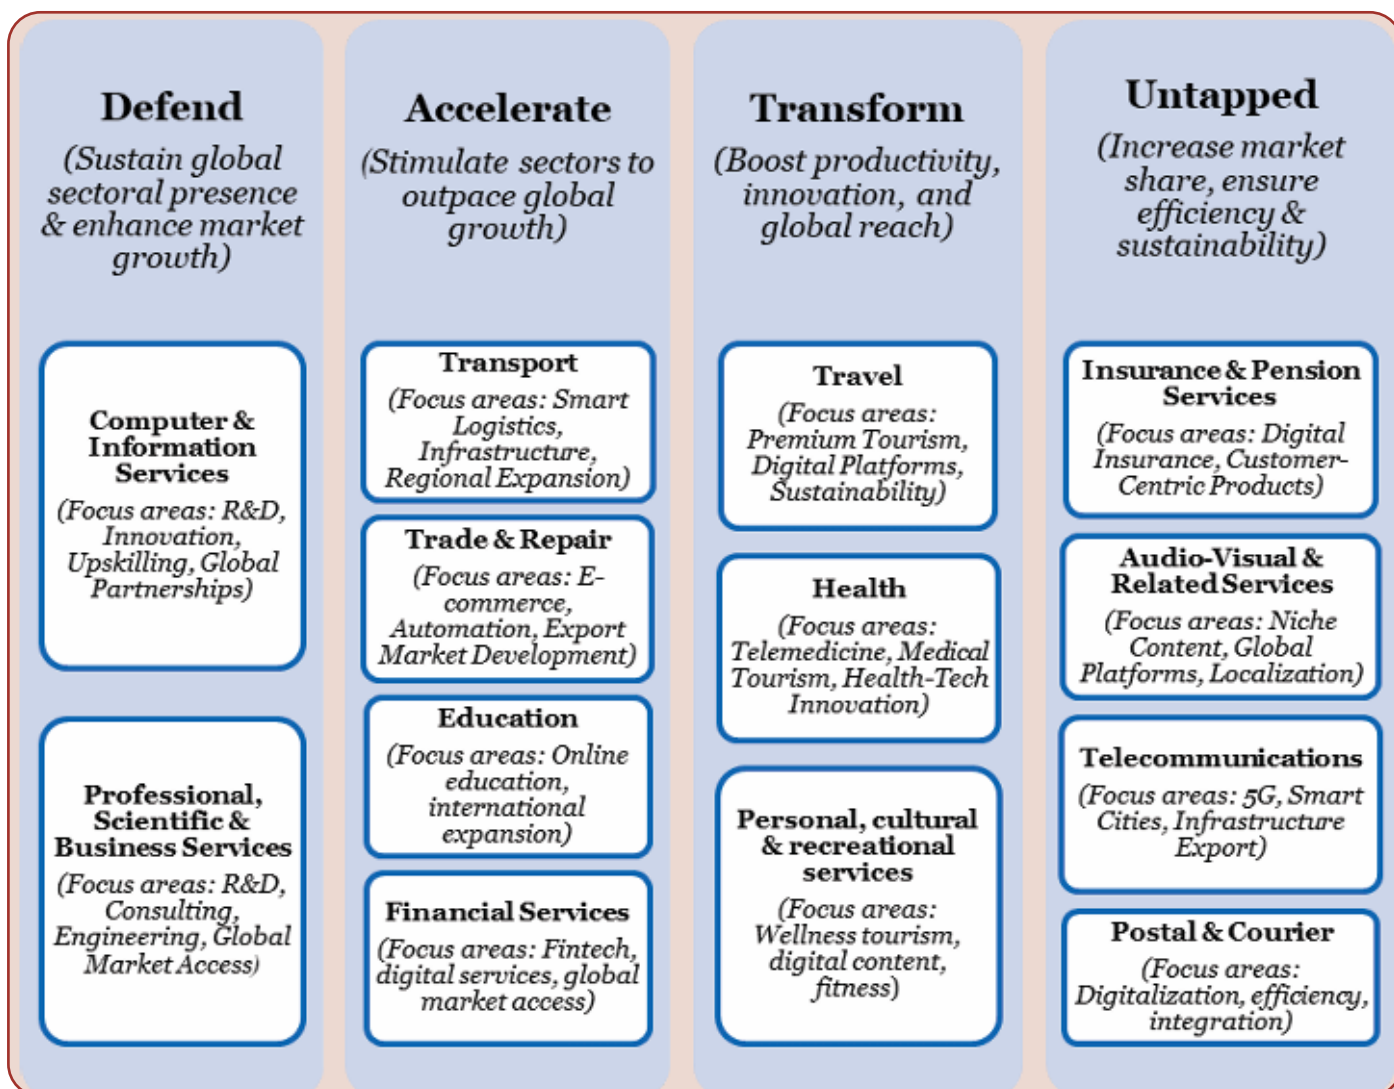 Defend
(Sustain global
sectoral presence
& enhance market
growth)
Computer &
Information
Services
(Focus areas: R&D,
Innovation,
Upskilling, Global
Partnerships)
Professional,
Scientific &
Business Services
(Focus areas: R&D,
Consulting,
Engineering, Global
Market Access)
Accelerate
(Stimulate sectors to
outpace global
growth)
Transport
(Focus areas: Smart
Logistics,
Infrastructure,
Regional Expansion)
Trade & Repair
(Focus areas: E-
commerce,
Automation, Export
Market Development)
Education
(Focus areas: Online
education,
international
expansion)
Financial Services
(Focus areas: Fintech,
digital services, global
market access)
Transform
(Boost productivity,
innovation, and
global reach)
Travel
(Focus areas:
Premium Tourism,
Digital Platforms,
Sustainability)
Health
(Focus areas:
Telemedicine, Medical
Tourism, Health-Tech
Innovation)
Personal, cultural
& recreational
services
(Focus areas:
Wellness tourism,
digital content,
fitness)
Untapped
(Increase market
share, ensure
efficiency &
sustainability)
Insurance & Pension
Services
(Focus areas: Digital
Insurance, Customer-
Centric Products)
Audio-Visual &
Related Services
(Focus areas: Niche
Content, Global
Platforms, Localization)
Telecommunications
(Focus areas: 5G, Smart
Cities, Infrastructure
Export)
Postal & Courier
(Focus areas:
Digitalization, efficiency,
integration)